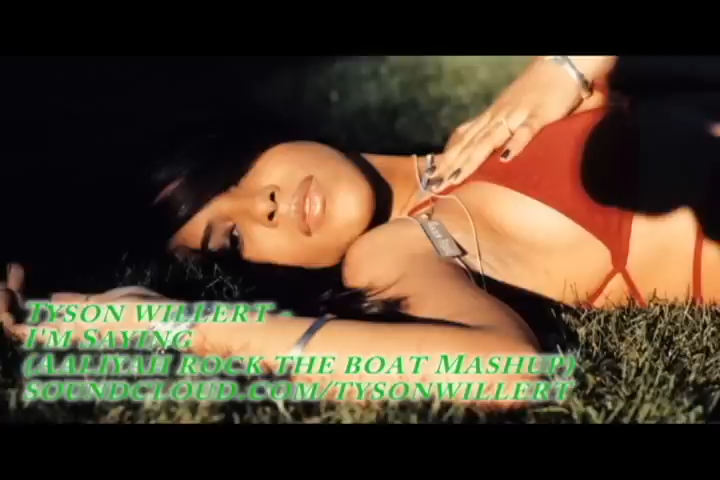 Tyson willert -
I'm Saying
(Aaliyah rock the boat Mashup)
soundcloud.com/tysonwillert